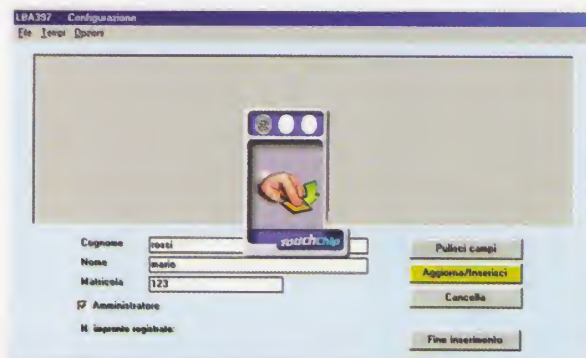 LBA397 - Configurazione
File Tempi Opzioni
TOUCHCHIP
Cognome rossi
Nome mario
Matricola 123
Amministratore
N. impronte registrate:
Pulisci campi
Aggiorna/Inserisci
Cancella
Fine inserimento